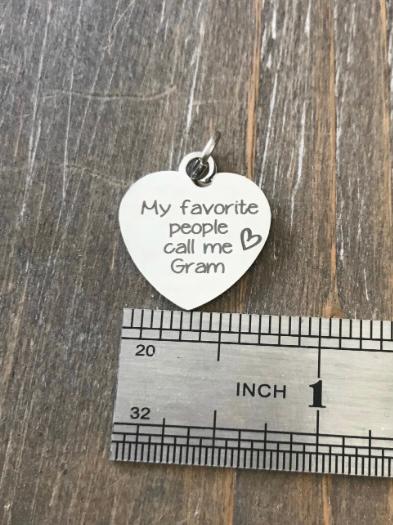 My favorite
people
call me
Gram
20
INCH 1
32